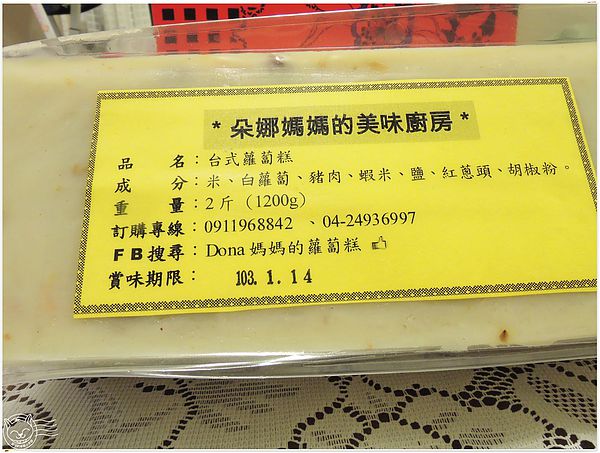 * 朵娜媽媽的美味廚房 *
品 名：台式蘿蔔糕
成 分：米、白蘿蔔、豬肉、蝦米、鹽、紅蔥頭、胡椒粉。
重 量：2斤（1200g）
訂購專線：0911968842 、04-24936997
FB搜尋：Dona 媽媽的蘿蔔糕
賞味期限： 103. 1. 14